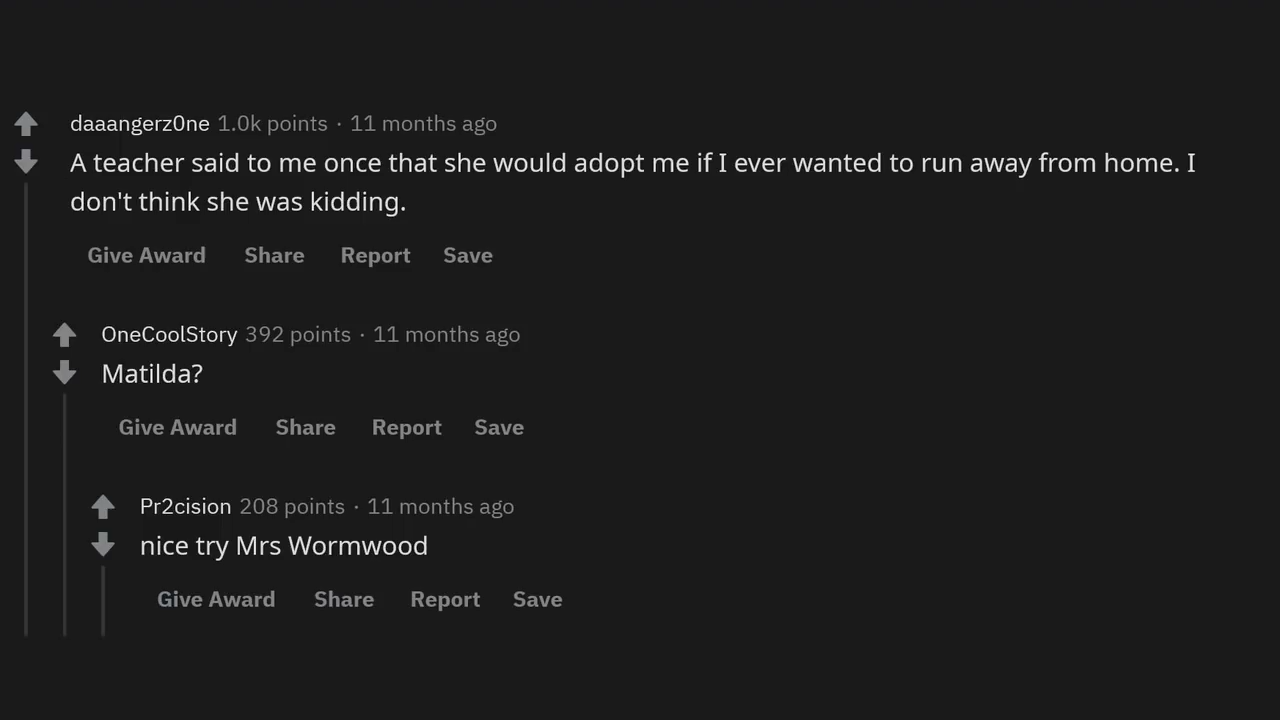 daaangerz0ne 1.0k points · 11 months ago
A teacher said to me once that she would adopt me if I ever wanted to run away from home. I
don't think she was kidding.
Give Award Share Report Save
OneCoolStory 392 points · 11 months ago
Matilda?
Give Award Share Report Save
Pr2cision 208 points · 11 months ago
nice try Mrs Wormwood
Give Award Share Report Save